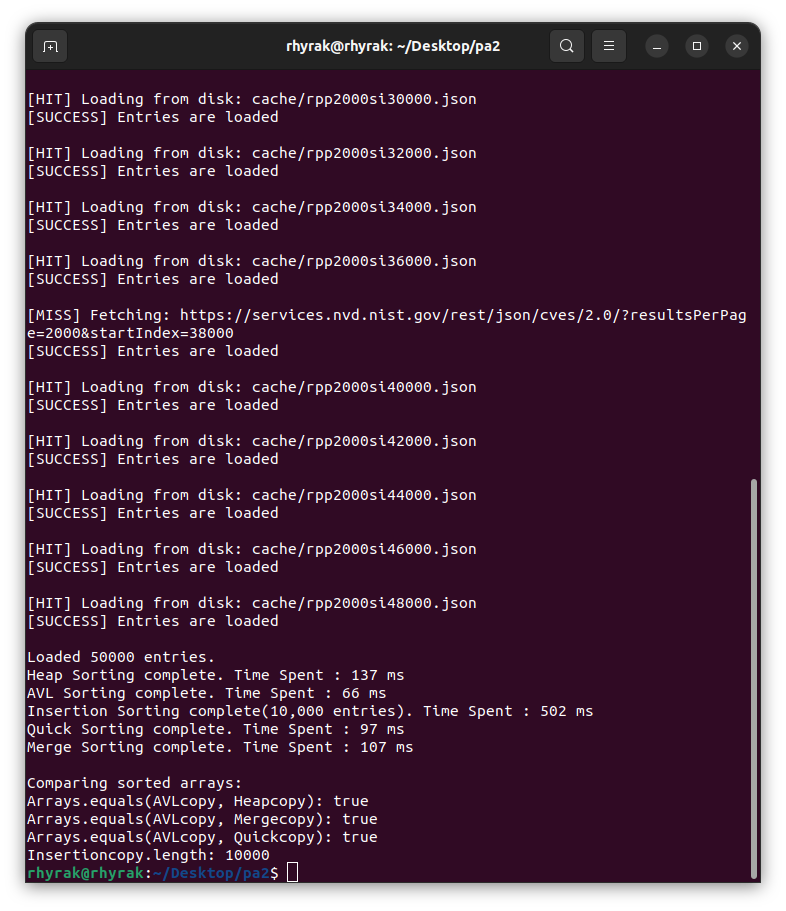 rhyrak@rhyrak: ~/Desktop/pa2
[HIT] Loading from disk: cache/rpp2000si30000.json
[SUCCESS] Entries are loaded
[HIT] Loading from disk: cache/rpp2000si32000.json
[SUCCESS] Entries are loaded
[HIT] Loading from disk: cache/rpp2000si34000.json
[SUCCESS] Entries are loaded
[HIT] Loading from disk: cache/rpp2000si36000.json
[SUCCESS] Entries are loaded
[MISS] Fetching: https://services.nvd.nist.gov/rest/json/cves/2.0/?resultsPerPag
e=2000&startIndex=38000
[SUCCESS] Entries are loaded
[HIT] Loading from disk: cache/rpp2000si40000.json
[SUCCESS] Entries are loaded
[HIT] Loading from disk: cache/rpp2000si42000.json
[SUCCESS] Entries are loaded
[HIT] Loading from disk: cache/rpp2000si44000.json
[SUCCESS] Entries are loaded
[HIT] Loading from disk: cache/rpp2000si46000.json
[SUCCESS] Entries are loaded
[HIT] Loading from disk: cache/rpp2000si48000.json
[SUCCESS] Entries are loaded
Loaded 50000 entries.
Heap Sorting complete. Time Spent : 137 ms
AVL Sorting complete. Time Spent : 66 ms
Insertion Sorting complete(10,000 entries). Time Spent : 502 ms
Quick Sorting complete. Time Spent : 97 ms
Merge Sorting complete. Time Spent : 107 ms
Comparing sorted arrays:
Arrays.equals(AVLcopy, Heapcopy): true
Arrays.equals(AVLcopy, Mergecopy): true
Arrays.equals(AVLcopy, Quickcopy): true
Insertioncopy.length: 10000
rhyrak@rhyrak:~/Desktop/pa2$